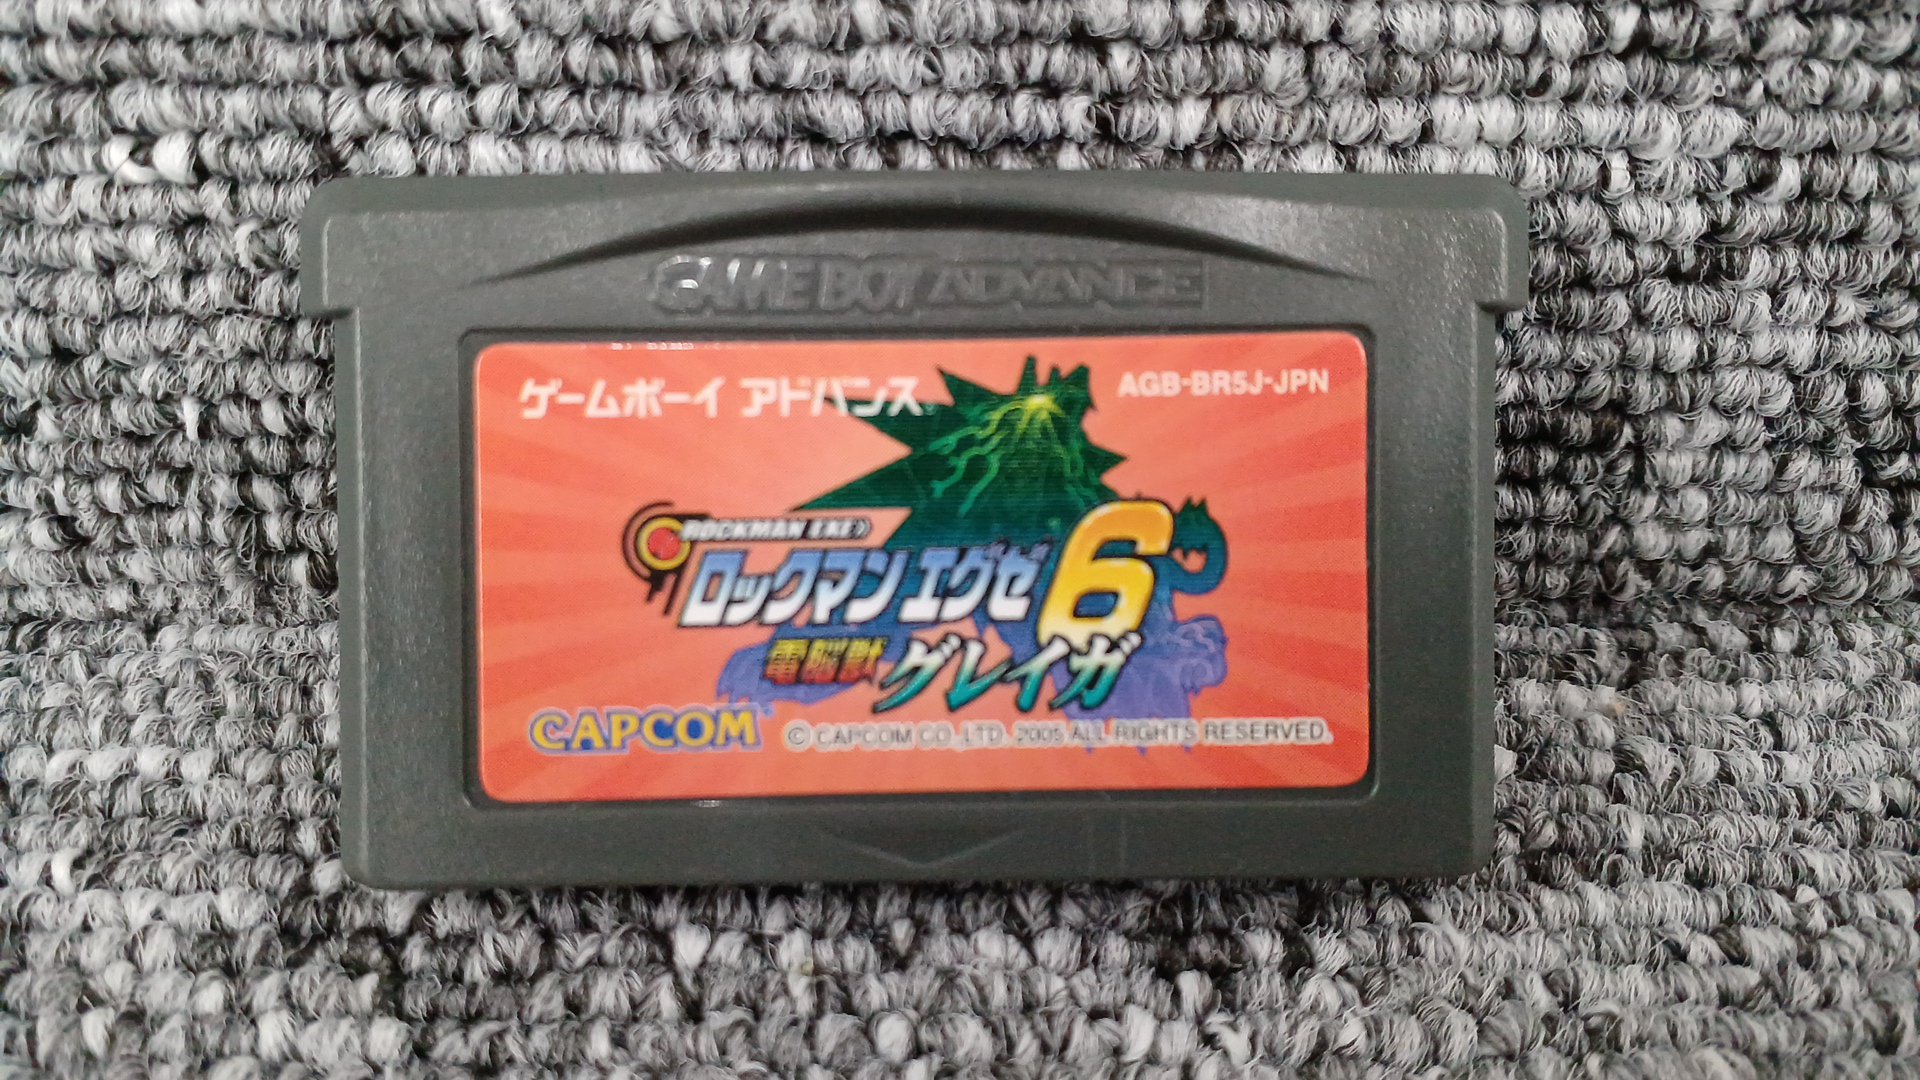 GAME BOY ADVANCE
ゲームボーイ アドバンス
AGB-BR5J-JPN
ROCKMAN EXE
ロックマン エグゼ6
電脳獣 グレイガ
CAPCOM
© CAPCOM CO., LTD. 2005 ALL RIGHTS RESERVED.